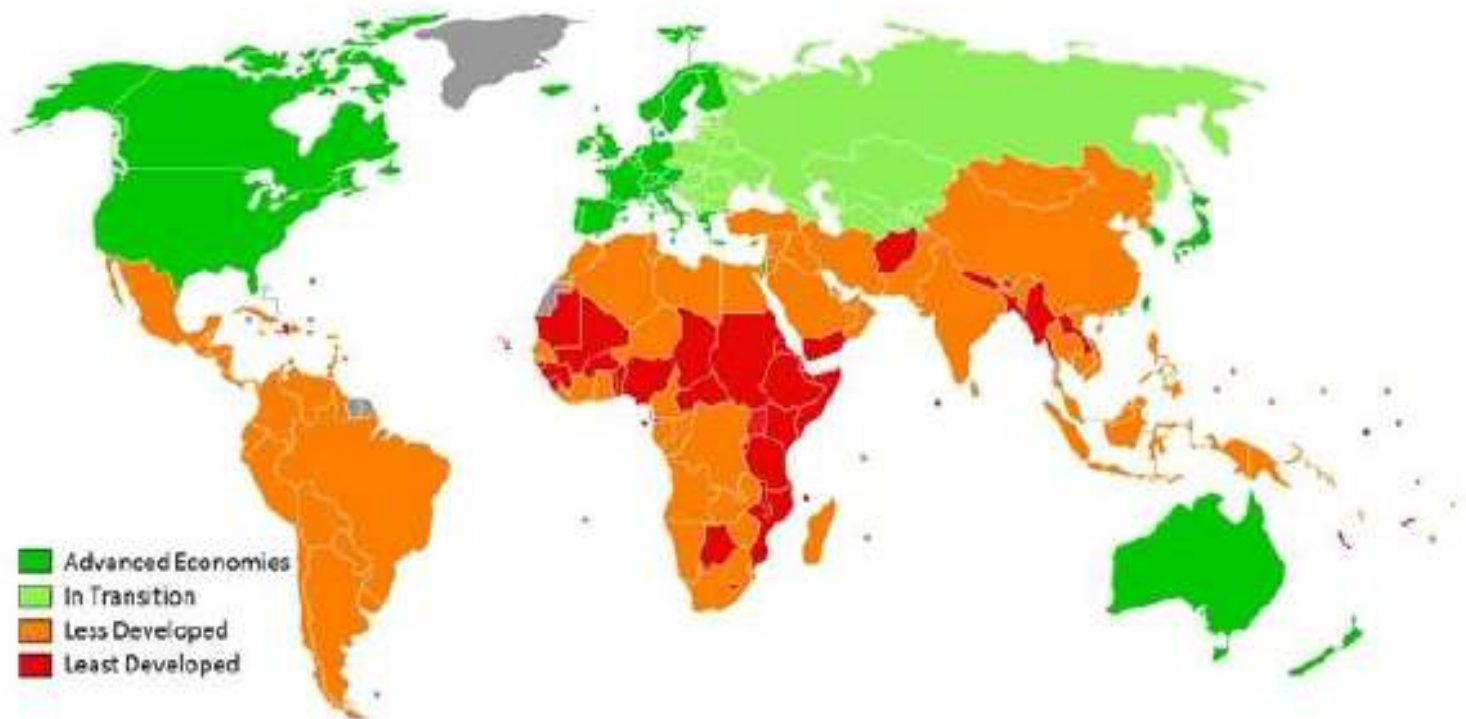 Advanced Economies
In Transition
Less Developed
Least Developed